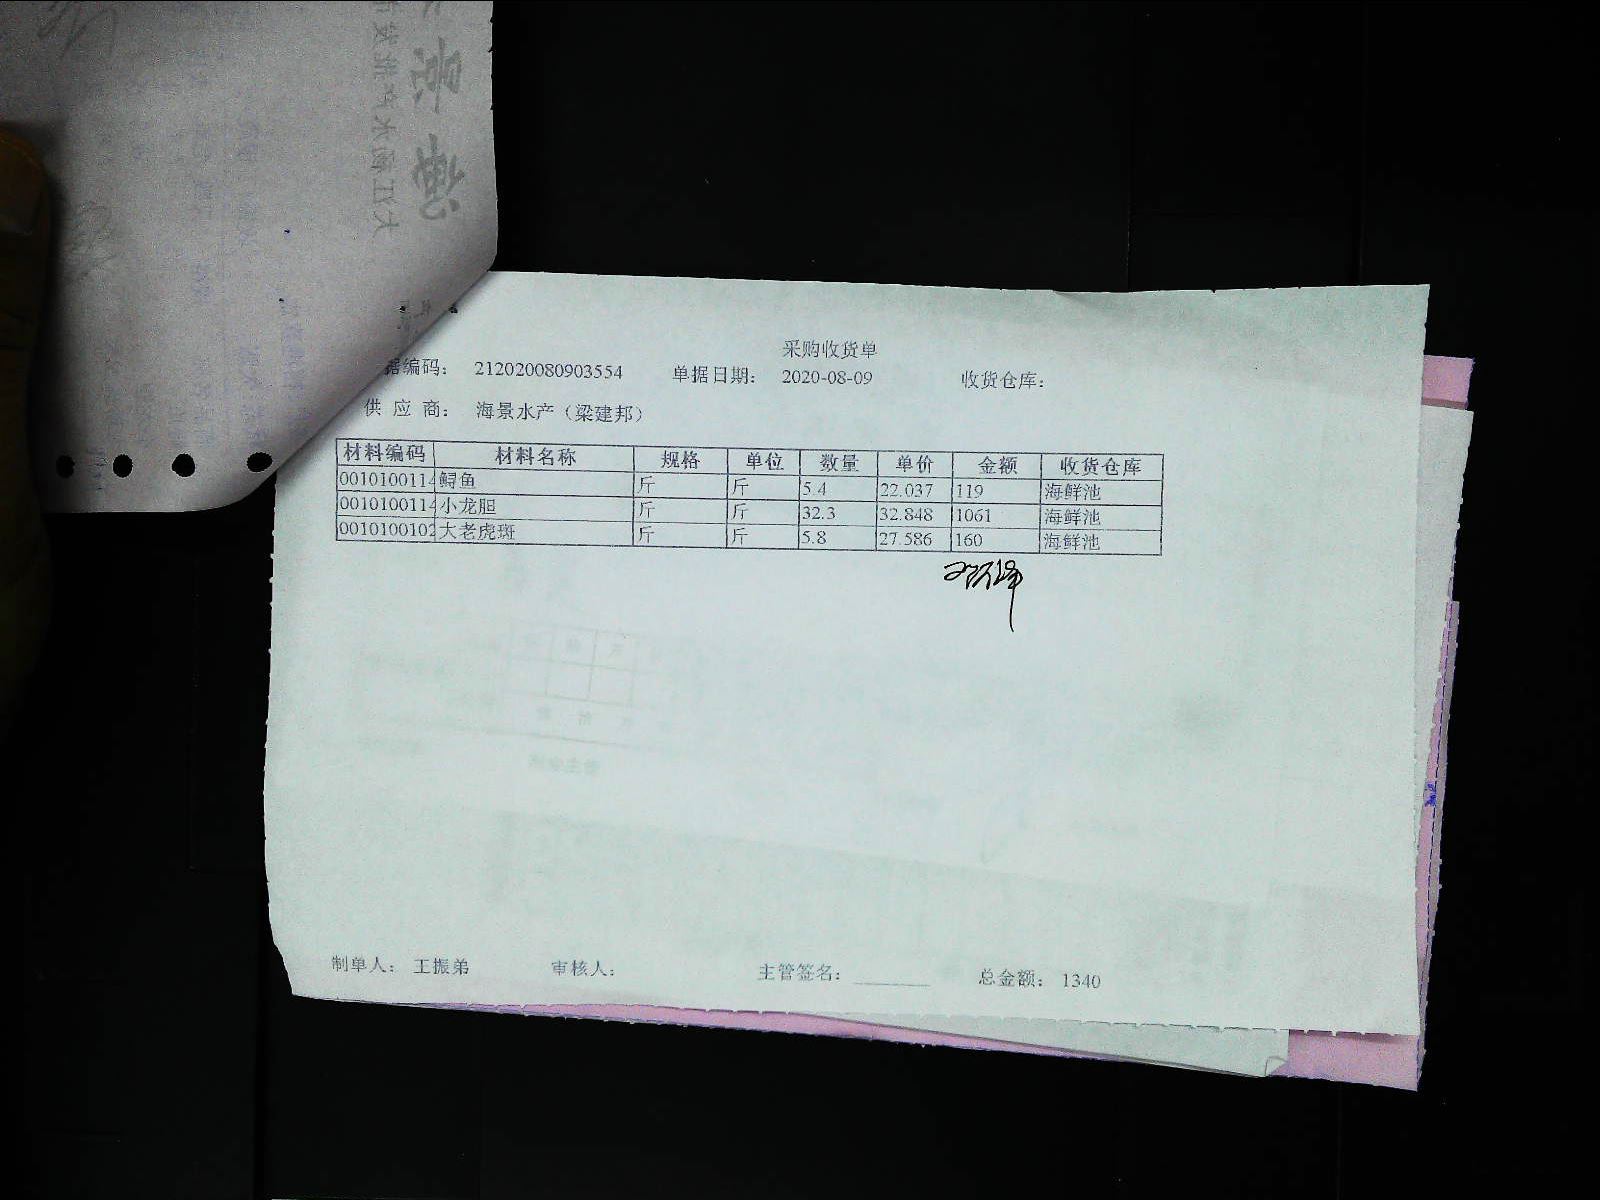 采购收货单
据编码： 212020080903554 单据日期： 2020-08-09 收货仓库：
供 应 商： 海景水产（梁建邦）
材料编码 材料名称 规格 单位 数量 单价 金额 收货仓库
0010100114 鲟鱼 斤 斤 5.4 22.037 119 海鲜池
0010100114 小龙胆 斤 斤 32.3 32.848 1061 海鲜池
0010100102 大老虎斑 斤 斤 5.8 27.586 160 海鲜池
制单人： 王振弟 审核人： 主管签名： 总金额： 1340